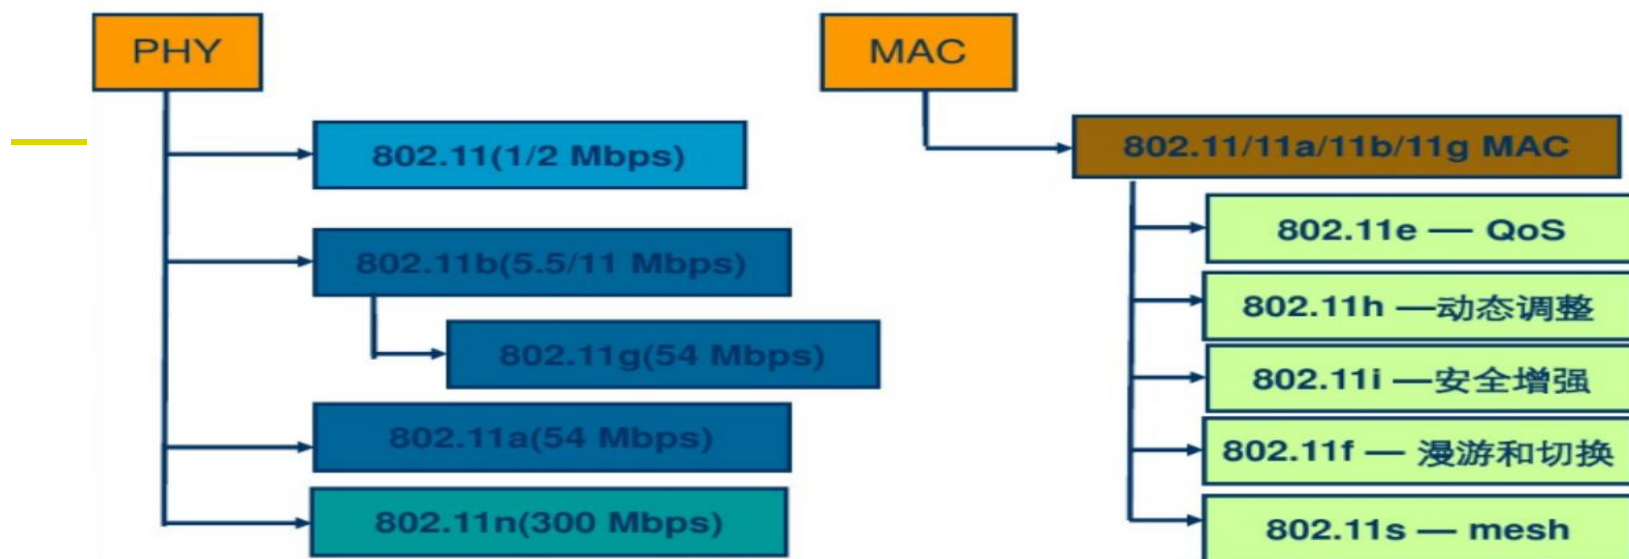 PHY
802.11(1/2 Mbps)
802.11b(5.5/11 Mbps)
802.11g(54 Mbps)
802.11a(54 Mbps)
802.11n(300 Mbps)
MAC
802.11/11a/11b/11g MAC
802.11e — QoS
802.11h —动态调整
802.11i —安全增强
802.11f — 漫游和切换
802.11s — mesh